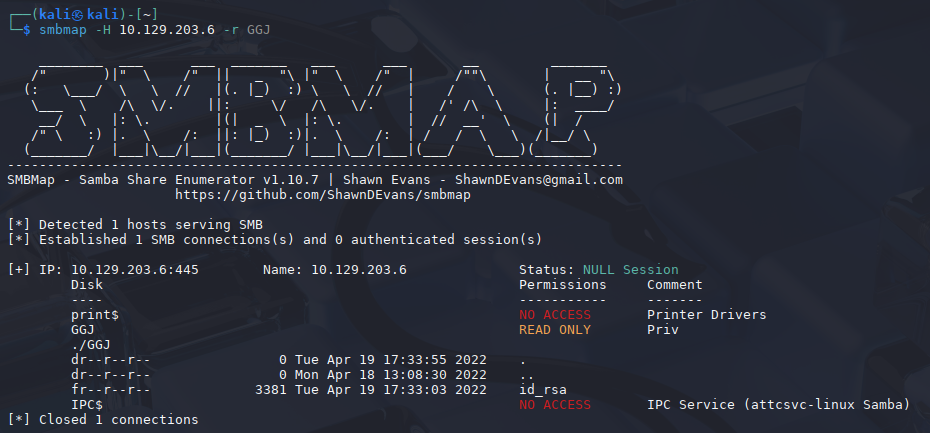 ┌──(kali㉿kali)-[~]
└─$ smbmap -H 10.129.203.6 -r GGJ
SMBMAP
-----------------------------------------------------------------------------
SMBMap - Samba Share Enumerator v1.10.7 | Shawn Evans - ShawnDEvans@gmail.com
https://github.com/ShawnDEvans/smbmap
[*] Detected 1 hosts serving SMB
[*] Established 1 SMB connections(s) and 0 authenticated session(s)
[+] IP: 10.129.203.6:445 Name: 10.129.203.6 Status: NULL Session
Disk Permissions Comment
---- ----------- -------
print$ NO ACCESS Printer Drivers
GGJ READ ONLY Priv
./GGJ
dr--r--r-- 0 Tue Apr 19 17:33:55 2022 .
dr--r--r-- 0 Mon Apr 18 13:08:30 2022 ..
fr--r--r-- 3381 Tue Apr 19 17:33:03 2022 id_rsa
IPC$ NO ACCESS IPC Service (attcsvc-linux Samba)
[*] Closed 1 connections